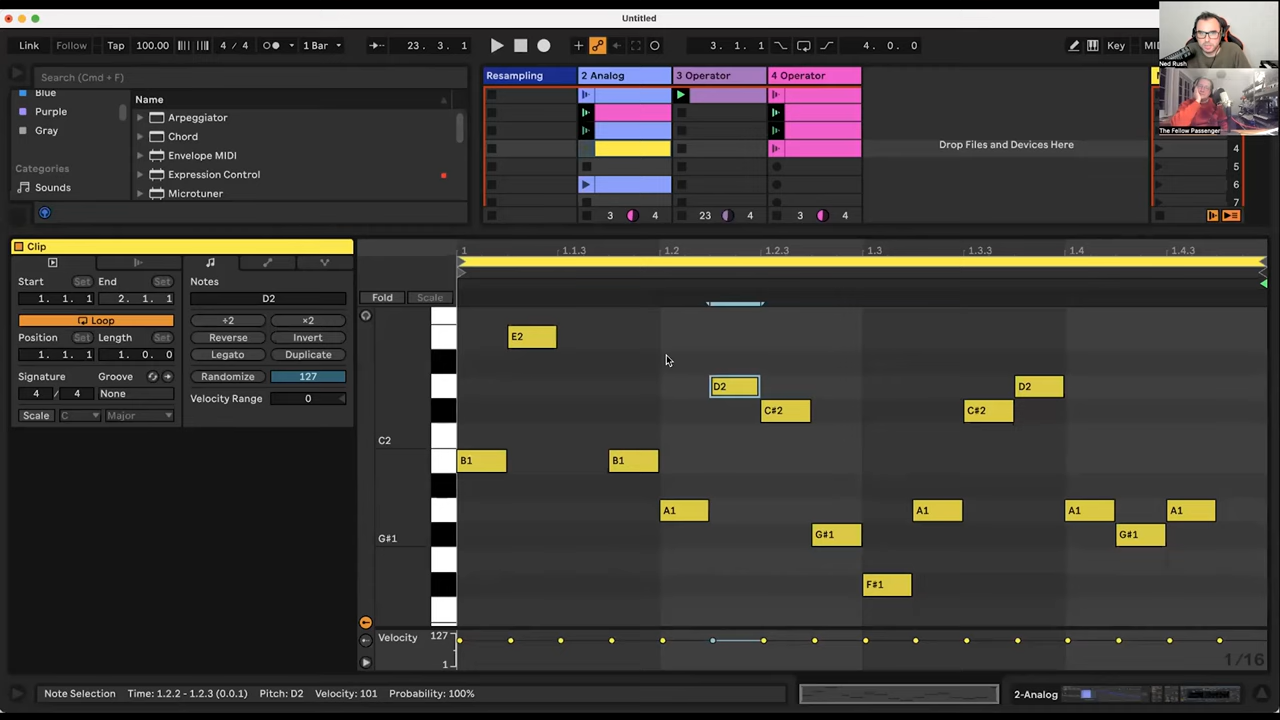 Untitled
Link Follow Tap 100.00 4 / 4 1 Bar 23. 3. 1 3. 1. 1 4. 0. 0 Key MIDI
Ned Rush
The Fellow Passenger
Search (Cmd + F)
Blue
Purple
Gray
Categories
Sounds
Name
Arpeggiator
Chord
Envelope MIDI
Expression Control
Microtuner
Resampling 2 Analog 3 Operator 4 Operator
Drop Files and Devices Here
4
5
6
7
3 4 23 4 3 4
Clip
Start Set End Set
1. 1. 1 2. 1. 1
Loop
Position Set Length Set
1. 1. 1 1. 0. 0
Signature Groove
4 / 4 None
Scale C Major
Notes
D2
÷2 ×2
Reverse Invert
Legato Duplicate
Randomize 127
Velocity Range 0
1 1.1.3 1.2 1.2.3 1.3 1.3.3 1.4 1.4.3
Fold Scale
E2
D2 D2
C#2 C#2
C2
B1 B1
A1 A1 A1 A1
G#1 G#1 G#1
F#1
Velocity 127
1
1/16
Note Selection Time: 1.2.2 - 1.2.3 (0.0.1) Pitch: D2 Velocity: 101 Probability: 100%
2-Analog